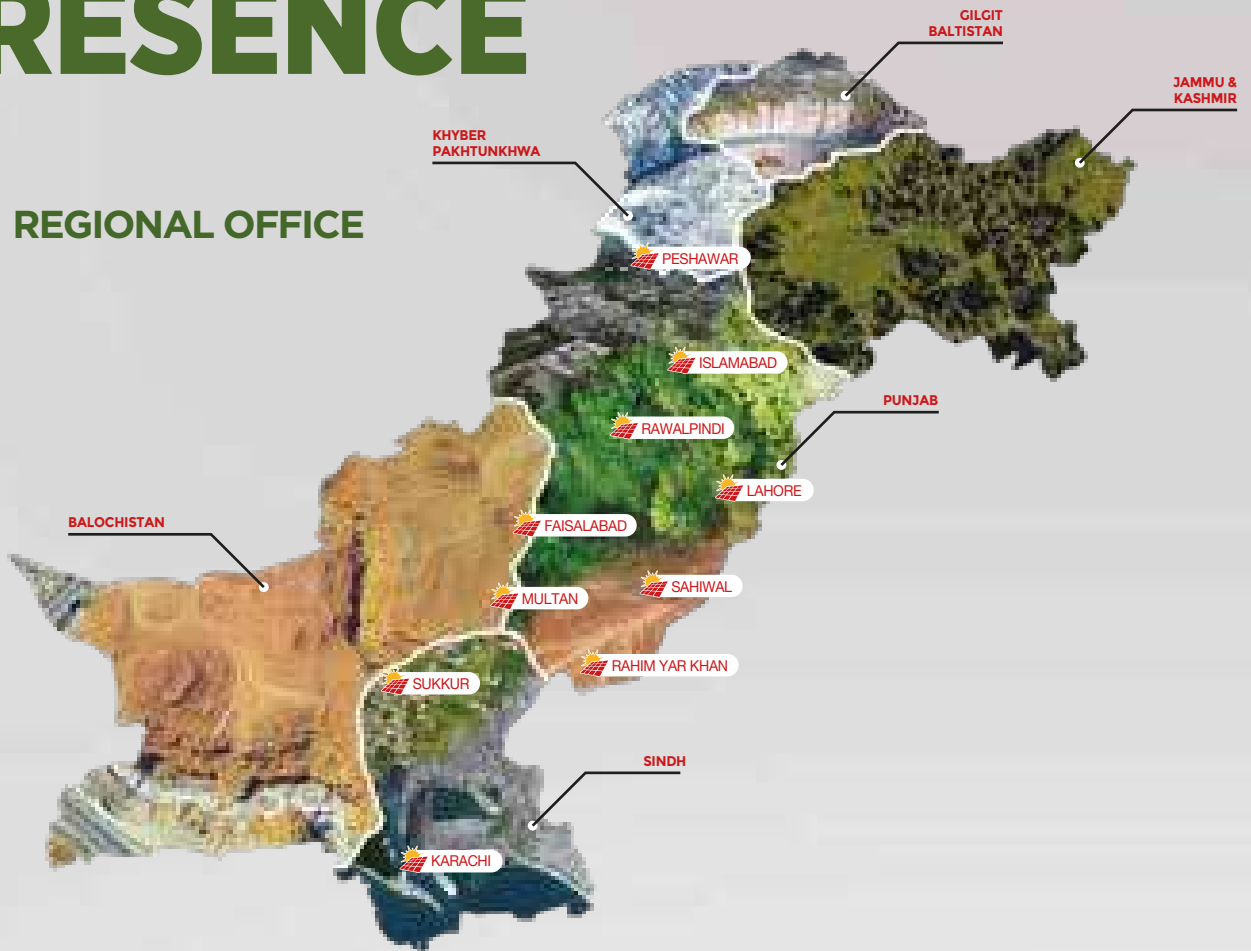 RESENCE
GILGIT
BALTISTAN
JAMMU &
KASHMIR
KHYBER
PAKHTUNKHWA
REGIONAL OFFICE
PESHAWAR
ISLAMABAD
PUNJAB
RAWALPINDI
LAHORE
BALOCHISTAN
FAISALABAD
SAHIWAL
MULTAN
RAHIM YAR KHAN
SUKKUR
SINDH
KARACHI